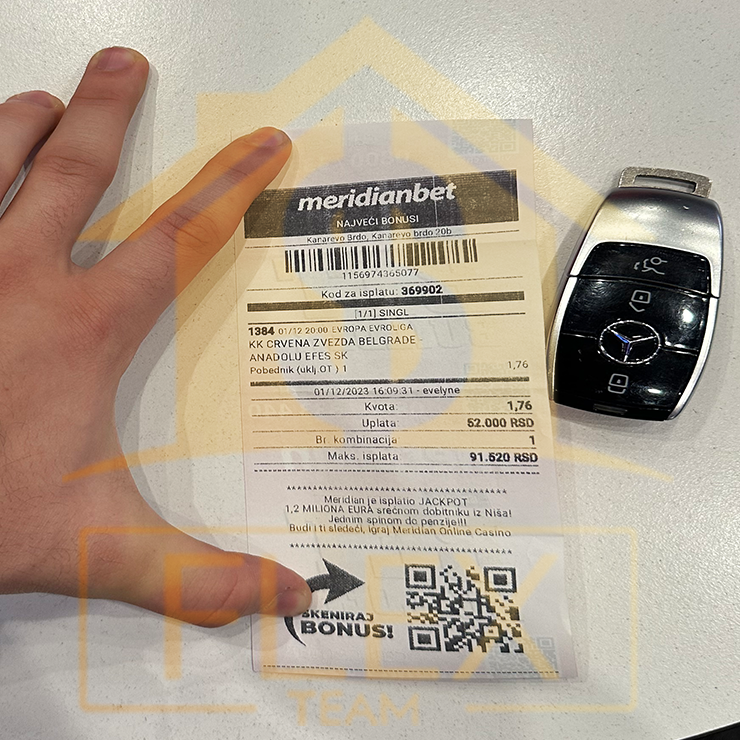 meridianbet
NAJVEĆI BONUSI
Kanarevo Brdo, Kanarevo brdo 20b
1156974365077
Kod za isplatu: 369902
[1/1] SINGL
1384 01/12 20:00 EVROPA EVROLIGA
KK CRVENA ZVEZDA BELGRADE -
ANADOLU EFES SK
Pobednik (uklj.OT) 1 1,76
01/12/2023 16:09:31 - evelyne
Kvota: 1,76
Uplata: 52.000 RSD
Br. kombinacija 1
Maks. isplata: 91.520 RSD
Meridian je isplatio JACKPOT
1,2 MILIONA EURA srećnom dobitniku iz Niša!
Jednim spinom do penzije!!!
Budi i ti sledeći, igraj Meridian Online Casino
SKENIRAJ
BONUS!
FLEX
TEAM